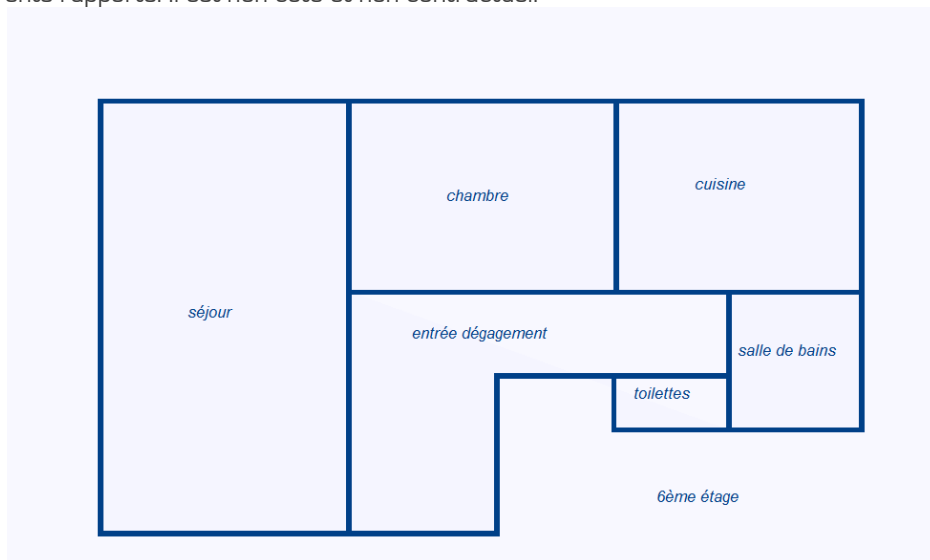 chambre
cuisine
séjour
entrée dégagement
salle de bains
toilettes
6ème étage